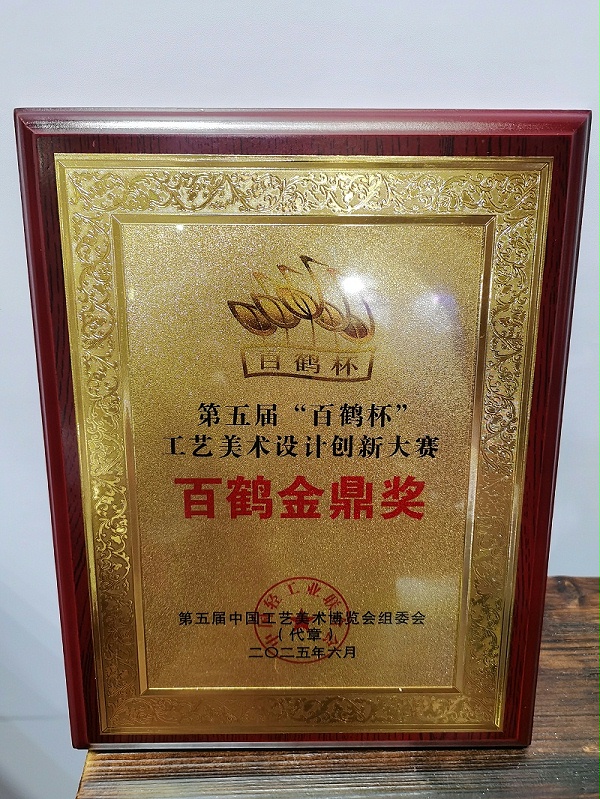 百鹤杯
第五届“百鹤杯”
工艺美术设计创新大赛
百鹤金鼎奖
第五届中国工艺美术博览会组委会
（代章）
二〇二五年六月